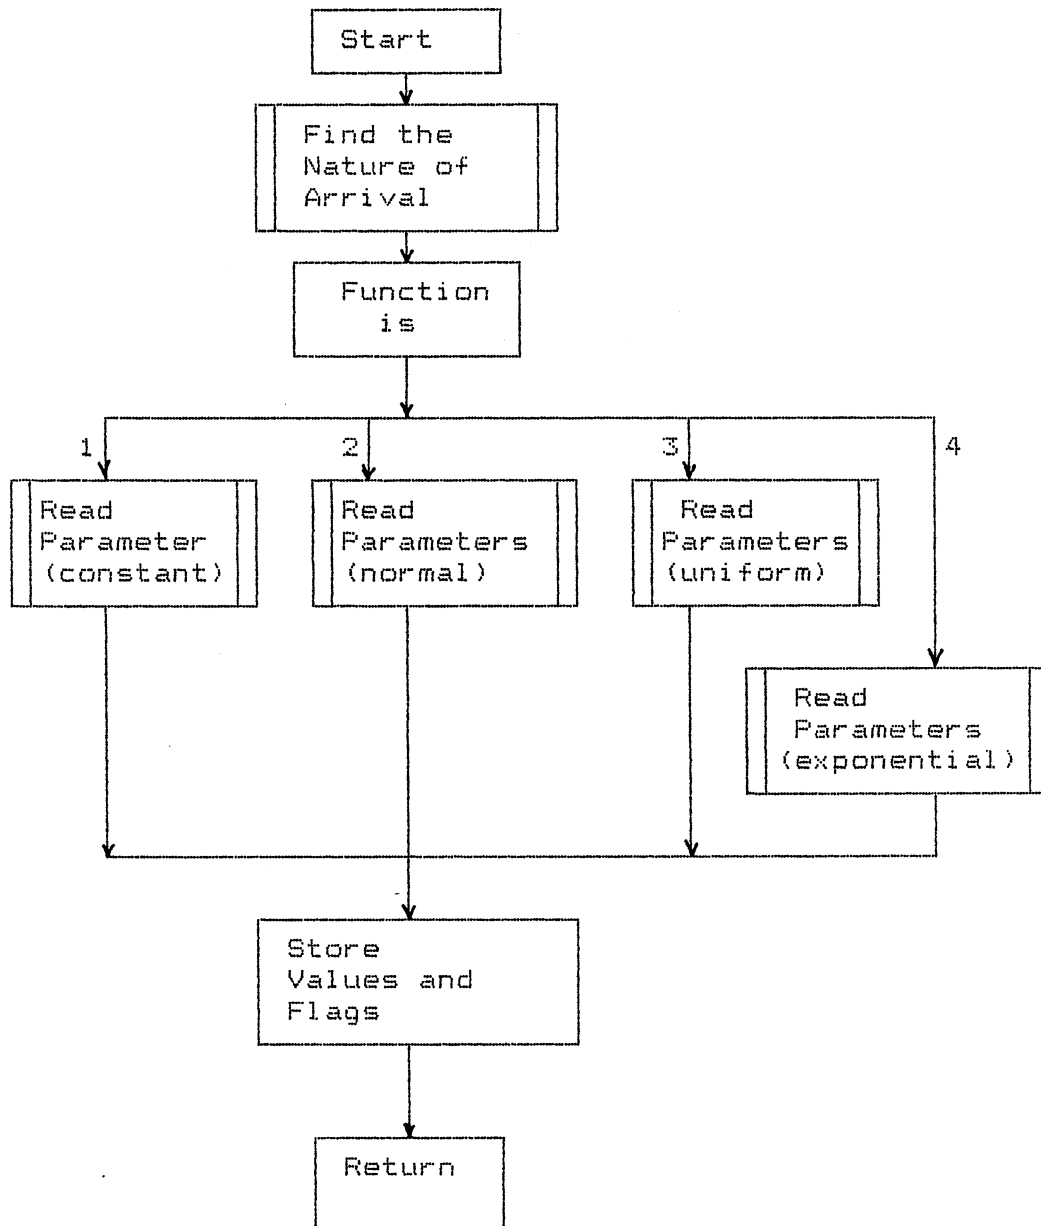 Start
Find the
Nature of
Arrival
Function
is
1
2
3
4
Read
Parameter
(constant)
Read
Parameters
(normal)
Read
Parameters
(uniform)
Read
Parameters
(exponential)
Store
Values and
Flags
Return